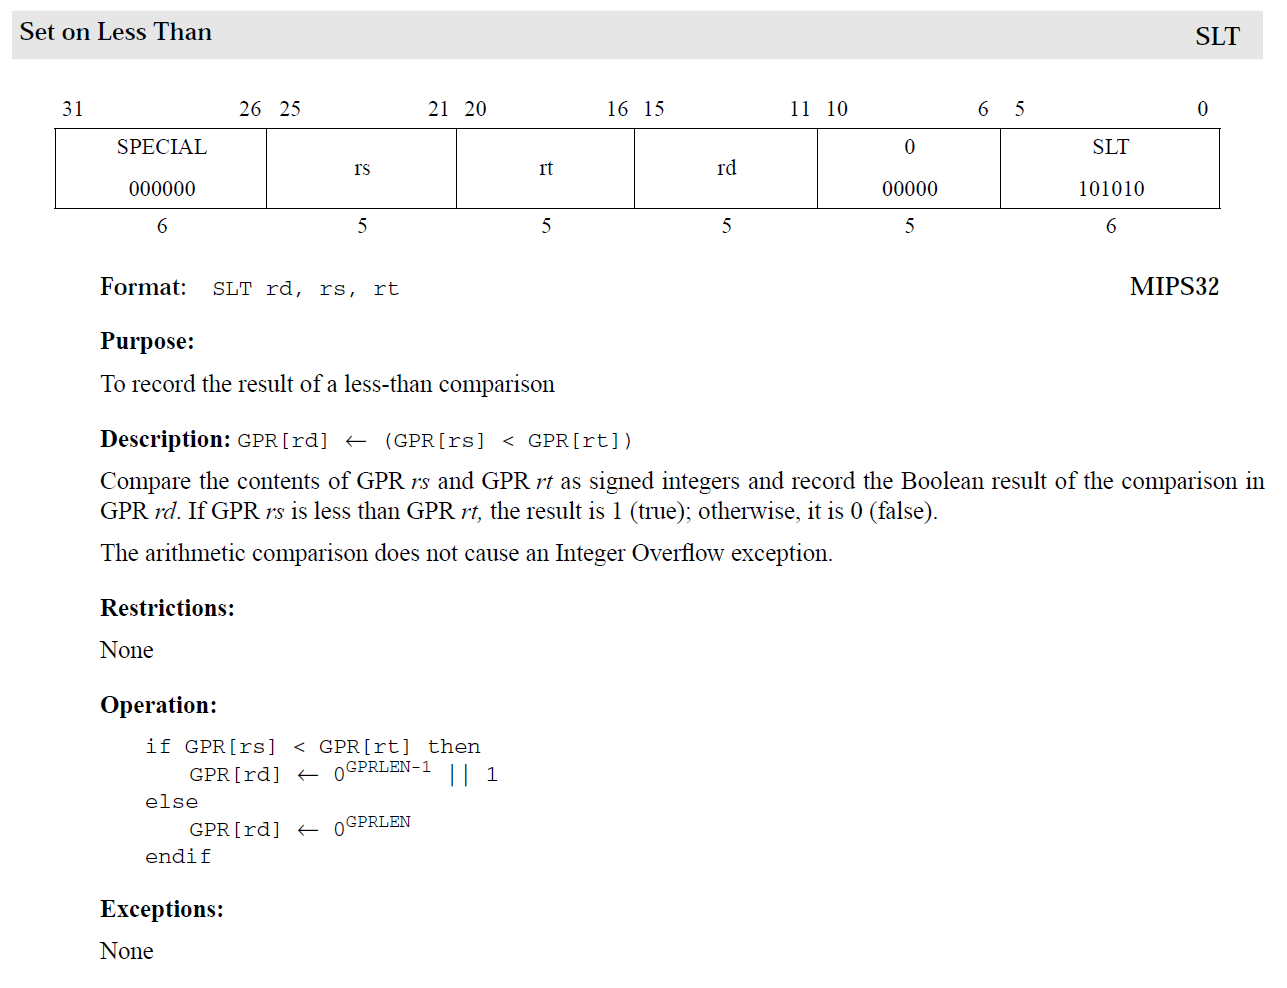 Set on Less Than SLT
31 26 25 21 20 16 15 11 10 6 5 0
SPECIAL 0 SLT
rs rt rd
000000 00000 101010
6 5 5 5 5 6
Format: SLT rd, rs, rt MIPS32
Purpose:
To record the result of a less-than comparison
Description: GPR[rd] ← (GPR[rs] < GPR[rt])
Compare the contents of GPR rs and GPR rt as signed integers and record the Boolean result of the comparison in
GPR rd. If GPR rs is less than GPR rt, the result is 1 (true); otherwise, it is 0 (false).
The arithmetic comparison does not cause an Integer Overflow exception.
Restrictions:
None
Operation:
if GPR[rs] < GPR[rt] then
GPR[rd] ← 0^GPRLEN-1 || 1
else
GPR[rd] ← 0^GPRLEN
endif
Exceptions:
None